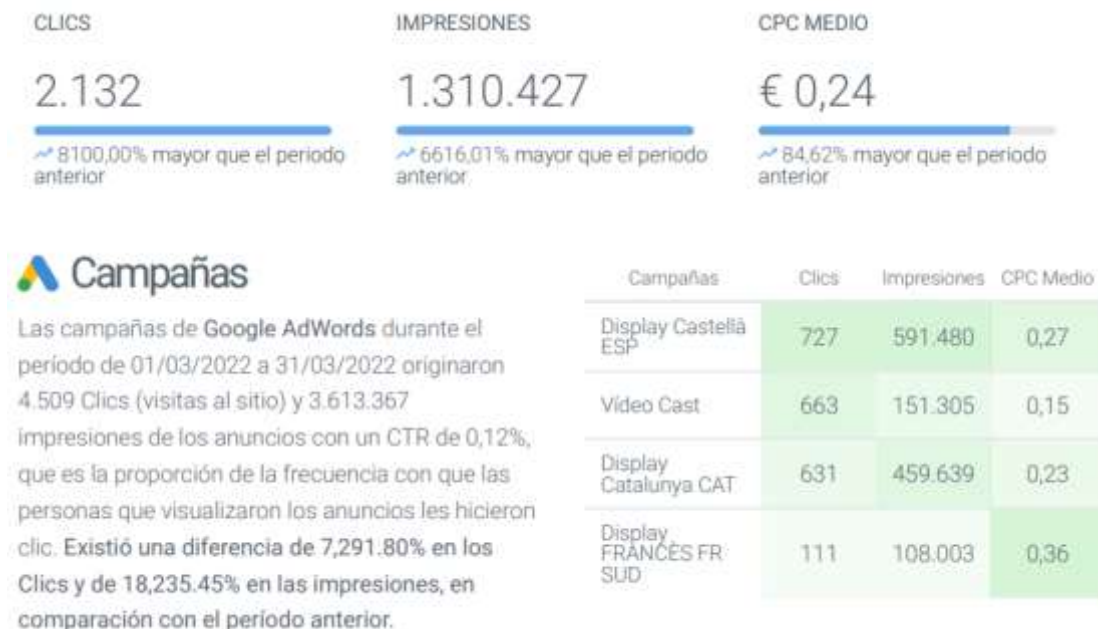 CLICS IMPRESIONES CPC MEDIO
2.132 1.310.427 € 0,24
8100,00% mayor que el periodo anterior
6616,01% mayor que el periodo anterior
84,62% mayor que el periodo anterior
Campañas
Las campañas de Google AdWords durante el
período de 01/03/2022 a 31/03/2022 originaron
4.509 Clics (visitas al sitio) y 3.613.367
impresiones de los anuncios con un CTR de 0,12%,
que es la proporción de la frecuencia con que las
personas que visualizaron los anuncios les hicieron
clic. Existió una diferencia de 7,291.80% en los
Clics y de 18,235.45% en las impresiones, en
comparación con el período anterior.
Campañas Clics Impresiones CPC Medio
Display Castellà ESP 727 591.480 0,27
Vídeo Cast 663 151.305 0,15
Display Catalunya CAT 631 459.639 0,23
Display FRANCÈS FR SUD 111 108.003 0,36